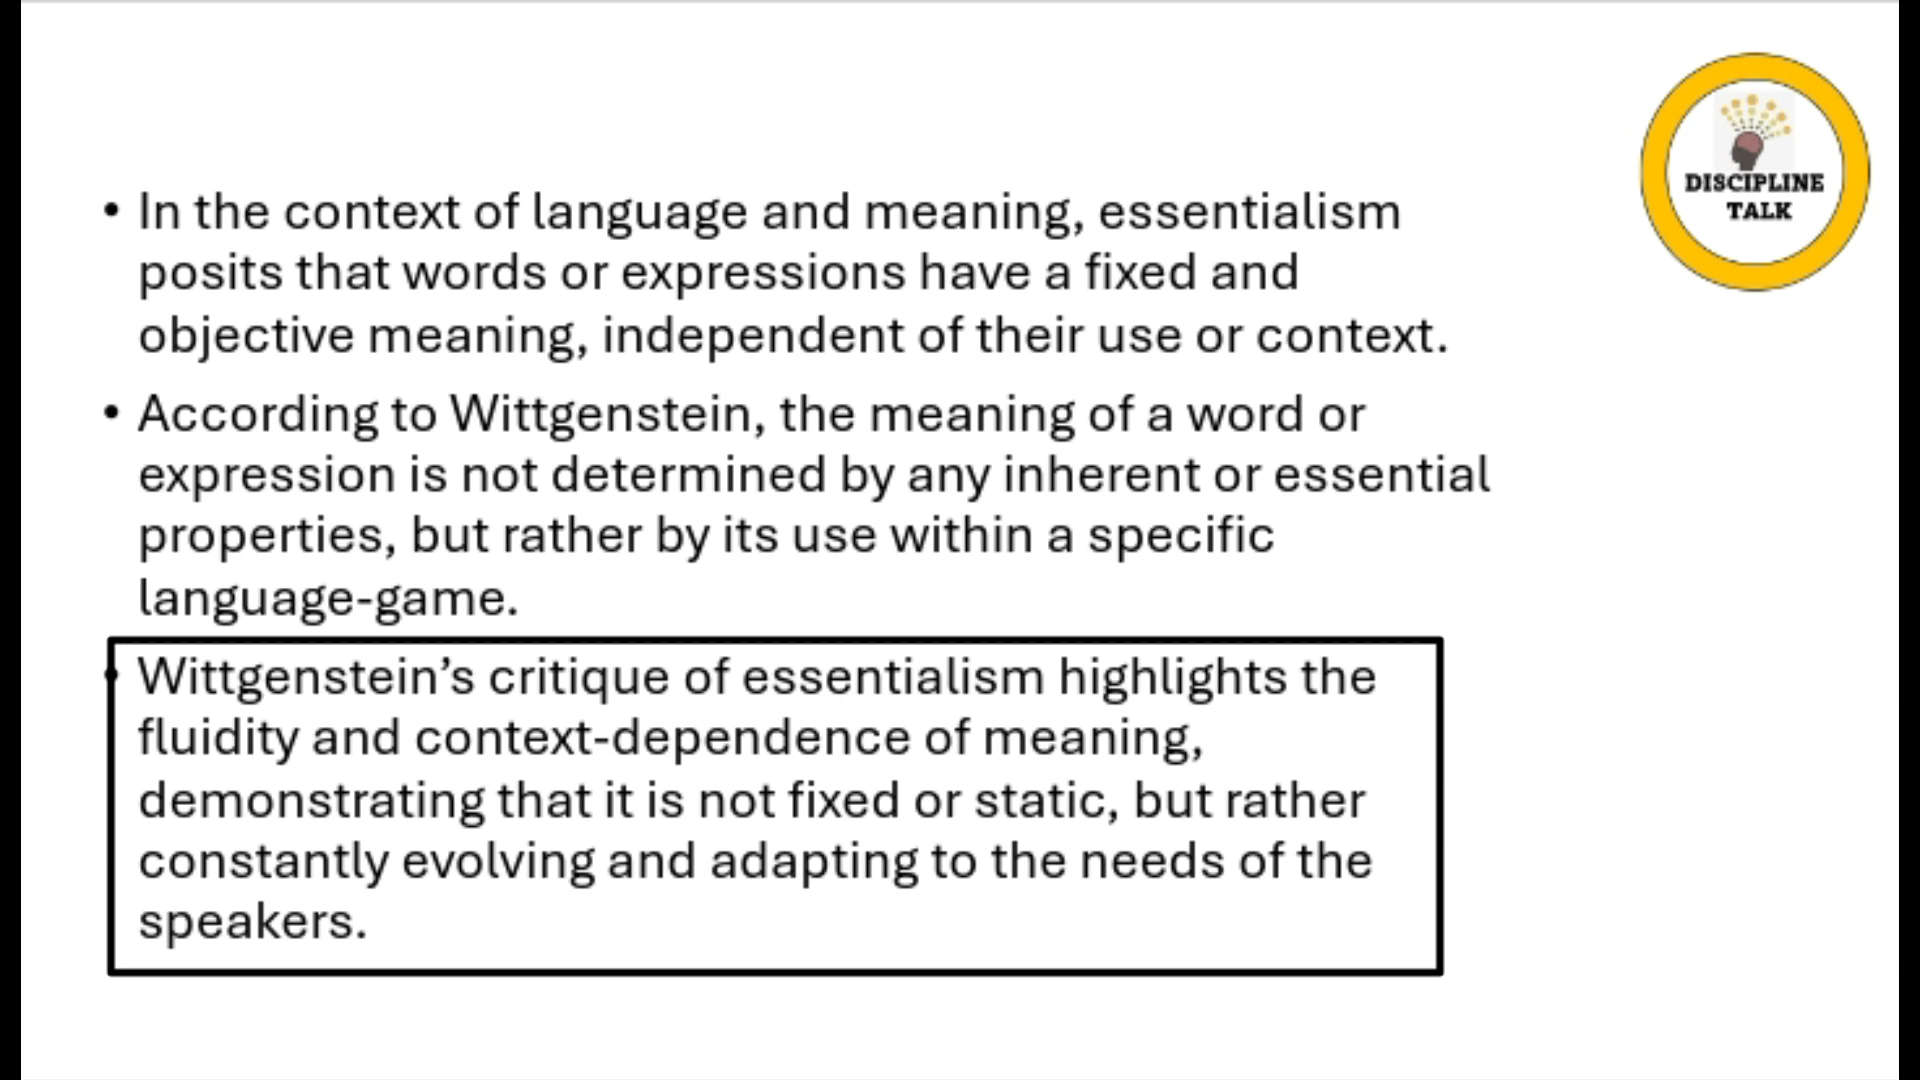 DISCIPLINE
TALK
• In the context of language and meaning, essentialism
posits that words or expressions have a fixed and
objective meaning, independent of their use or context.
• According to Wittgenstein, the meaning of a word or
expression is not determined by any inherent or essential
properties, but rather by its use within a specific
language-game.
• Wittgenstein’s critique of essentialism highlights the
fluidity and context-dependence of meaning,
demonstrating that it is not fixed or static, but rather
constantly evolving and adapting to the needs of the
speakers.